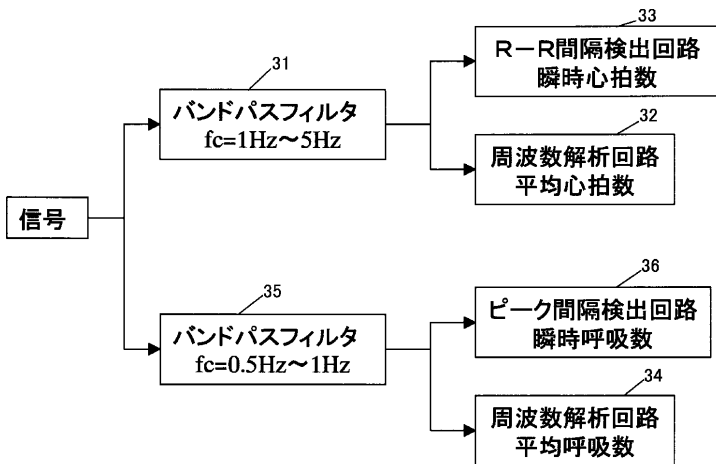 33
R－R間隔検出回路
瞬時心拍数
31
バンドパスフィルタ
fc=1Hz～5Hz
32
周波数解析回路
平均心拍数
信号
36
ピーク間隔検出回路
瞬時呼吸数
35
バンドパスフィルタ
fc=0.5Hz～1Hz
34
周波数解析回路
平均呼吸数